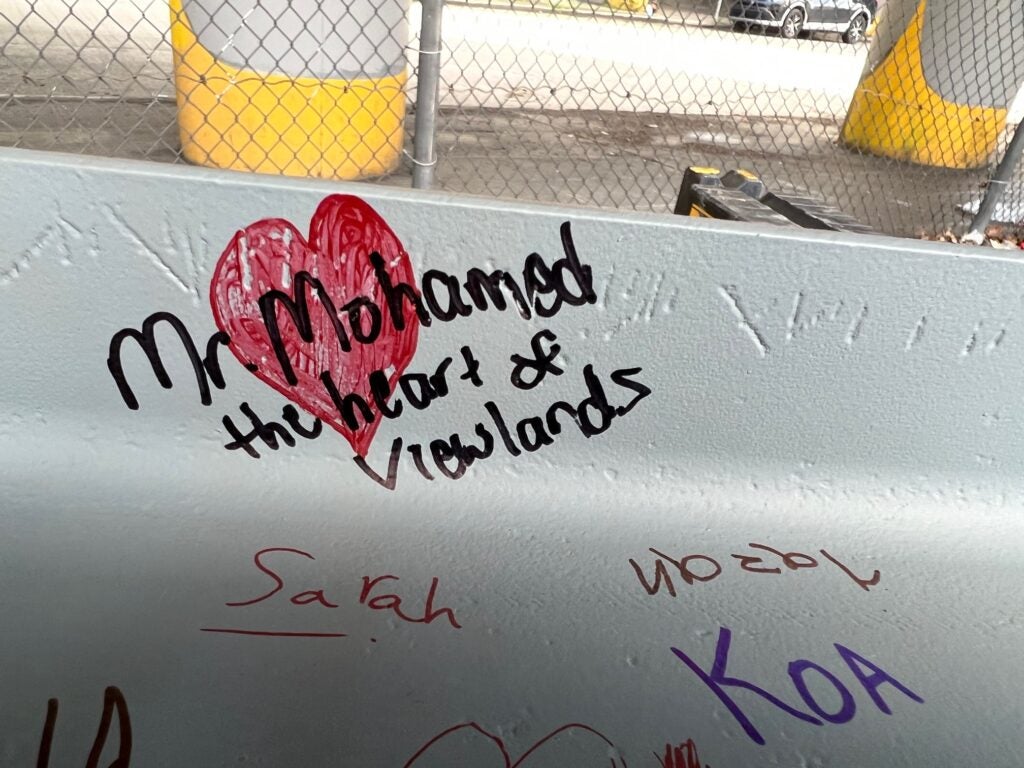 Mr. Mohamed
the heart of
Viewlands
Sarah
KOA